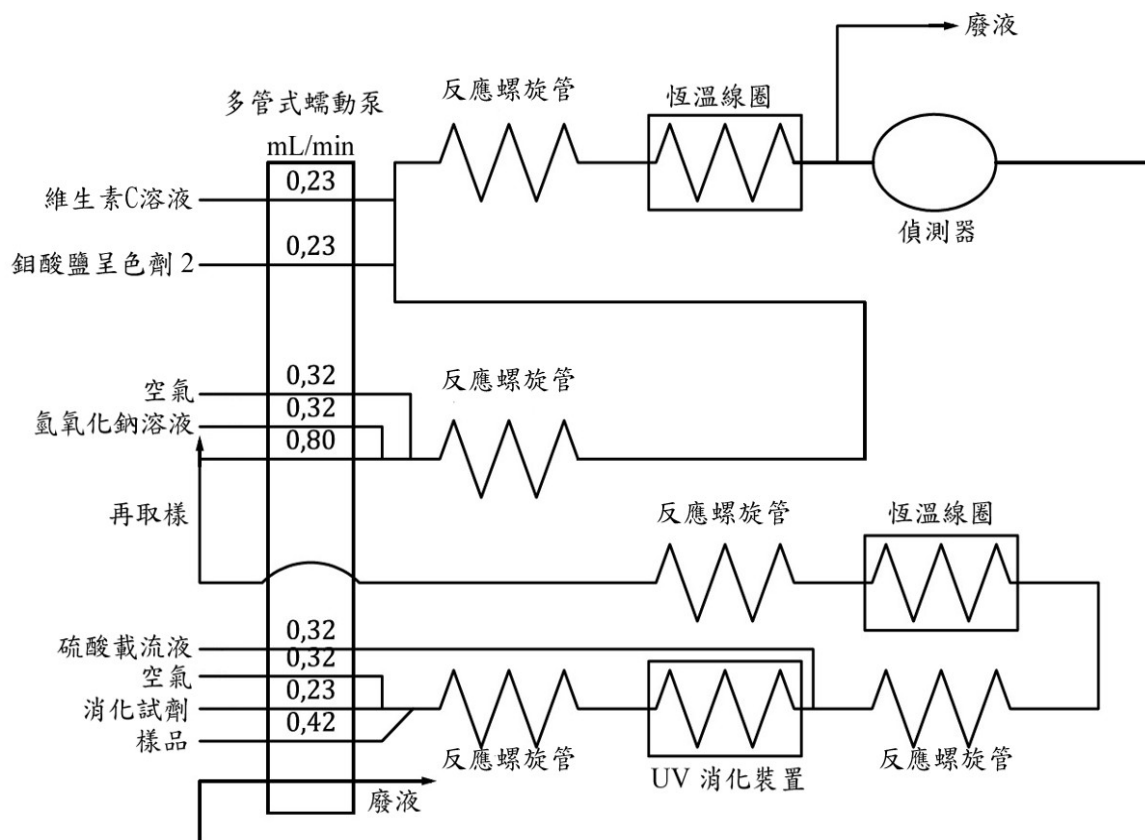 廢液
反應螺旋管
恆溫線圈
多管式蠕動泵
mL/min
0,23
維生素C溶液
偵測器
0,23
鉬酸鹽呈色劑 2
0,32
空氣
反應螺旋管
0,32
氫氧化鈉溶液
0,80
再取樣
反應螺旋管
恆溫線圈
0,32
硫酸載流液
0,32
空氣
0,23
消化試劑
0,42
樣品
反應螺旋管
UV 消化裝置
反應螺旋管
廢液